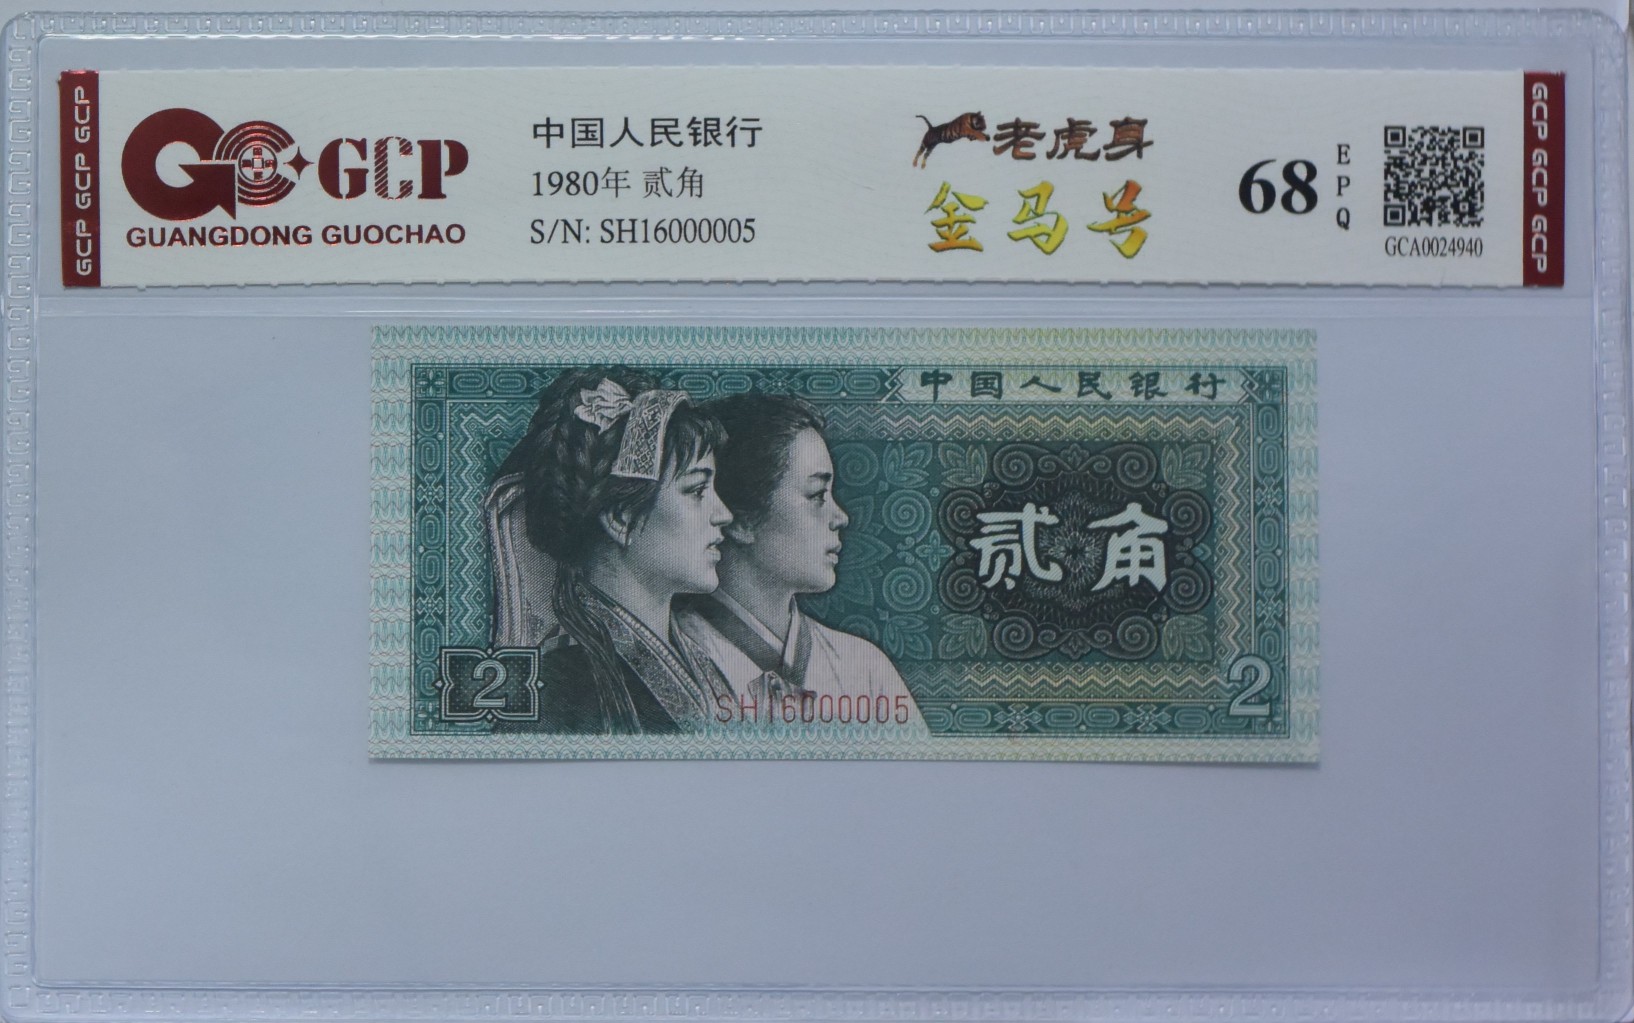 GCP GCP GCP
GCP
GUANGDONG GUOCHAO
中国人民银行
1980年 贰角
S/N: SH16000005
老虎身
金马号
68
E
P
Q
GCA0024940
GCP GCP GCP
中国人民银行
贰角
2
SH16000005
2